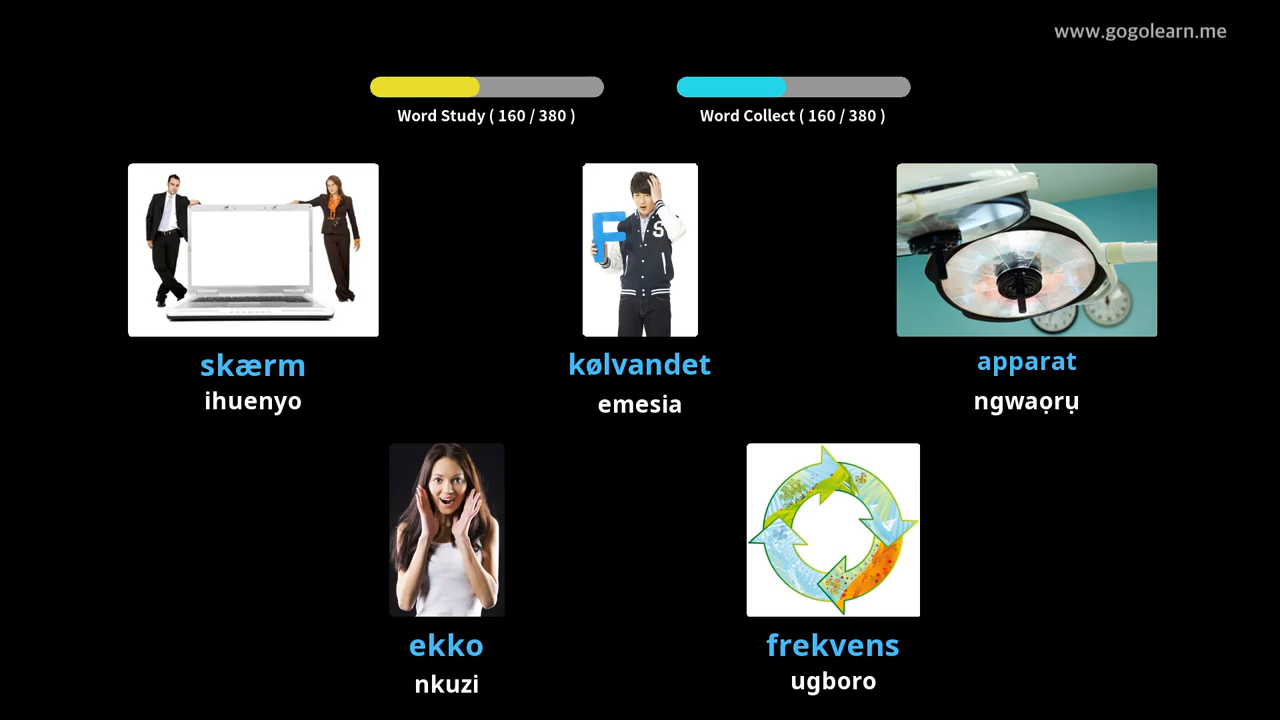 www.gogolearn.me
Word Study ( 160 / 380 )
Word Collect ( 160 / 380 )
F
S
skærm
kølvandet
apparat
ihuenyo
emesia
ngwaọrụ
ekko
frekvens
nkuzi
ugboro